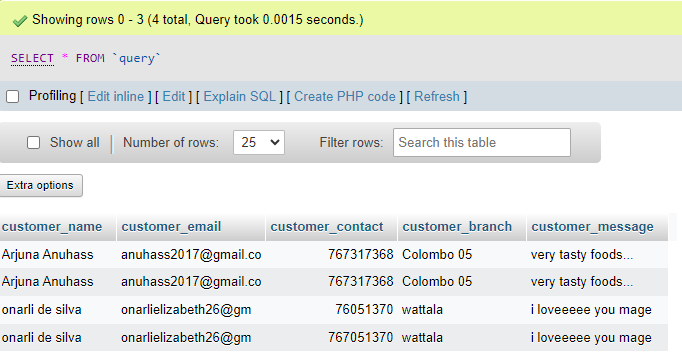 Showing rows 0 - 3 (4 total, Query took 0.0015 seconds.)
SELECT * FROM `query`
Profiling [ Edit inline ] [ Edit ] [ Explain SQL ] [ Create PHP code ] [ Refresh ]
Show all Number of rows: 25 Filter rows: Search this table
Extra options
customer_name customer_email customer_contact customer_branch customer_message
Arjuna Anuhass anuhass2017@gmail.co 767317368 Colombo 05 very tasty foods...
Arjuna Anuhass anuhass2017@gmail.co 767317368 Colombo 05 very tasty foods...
onarli de silva onarlielizabeth26@gm 76051370 wattala i loveeeee you mage
onarli de silva onarlielizabeth26@gm 767051370 wattala i loveeeee you mage